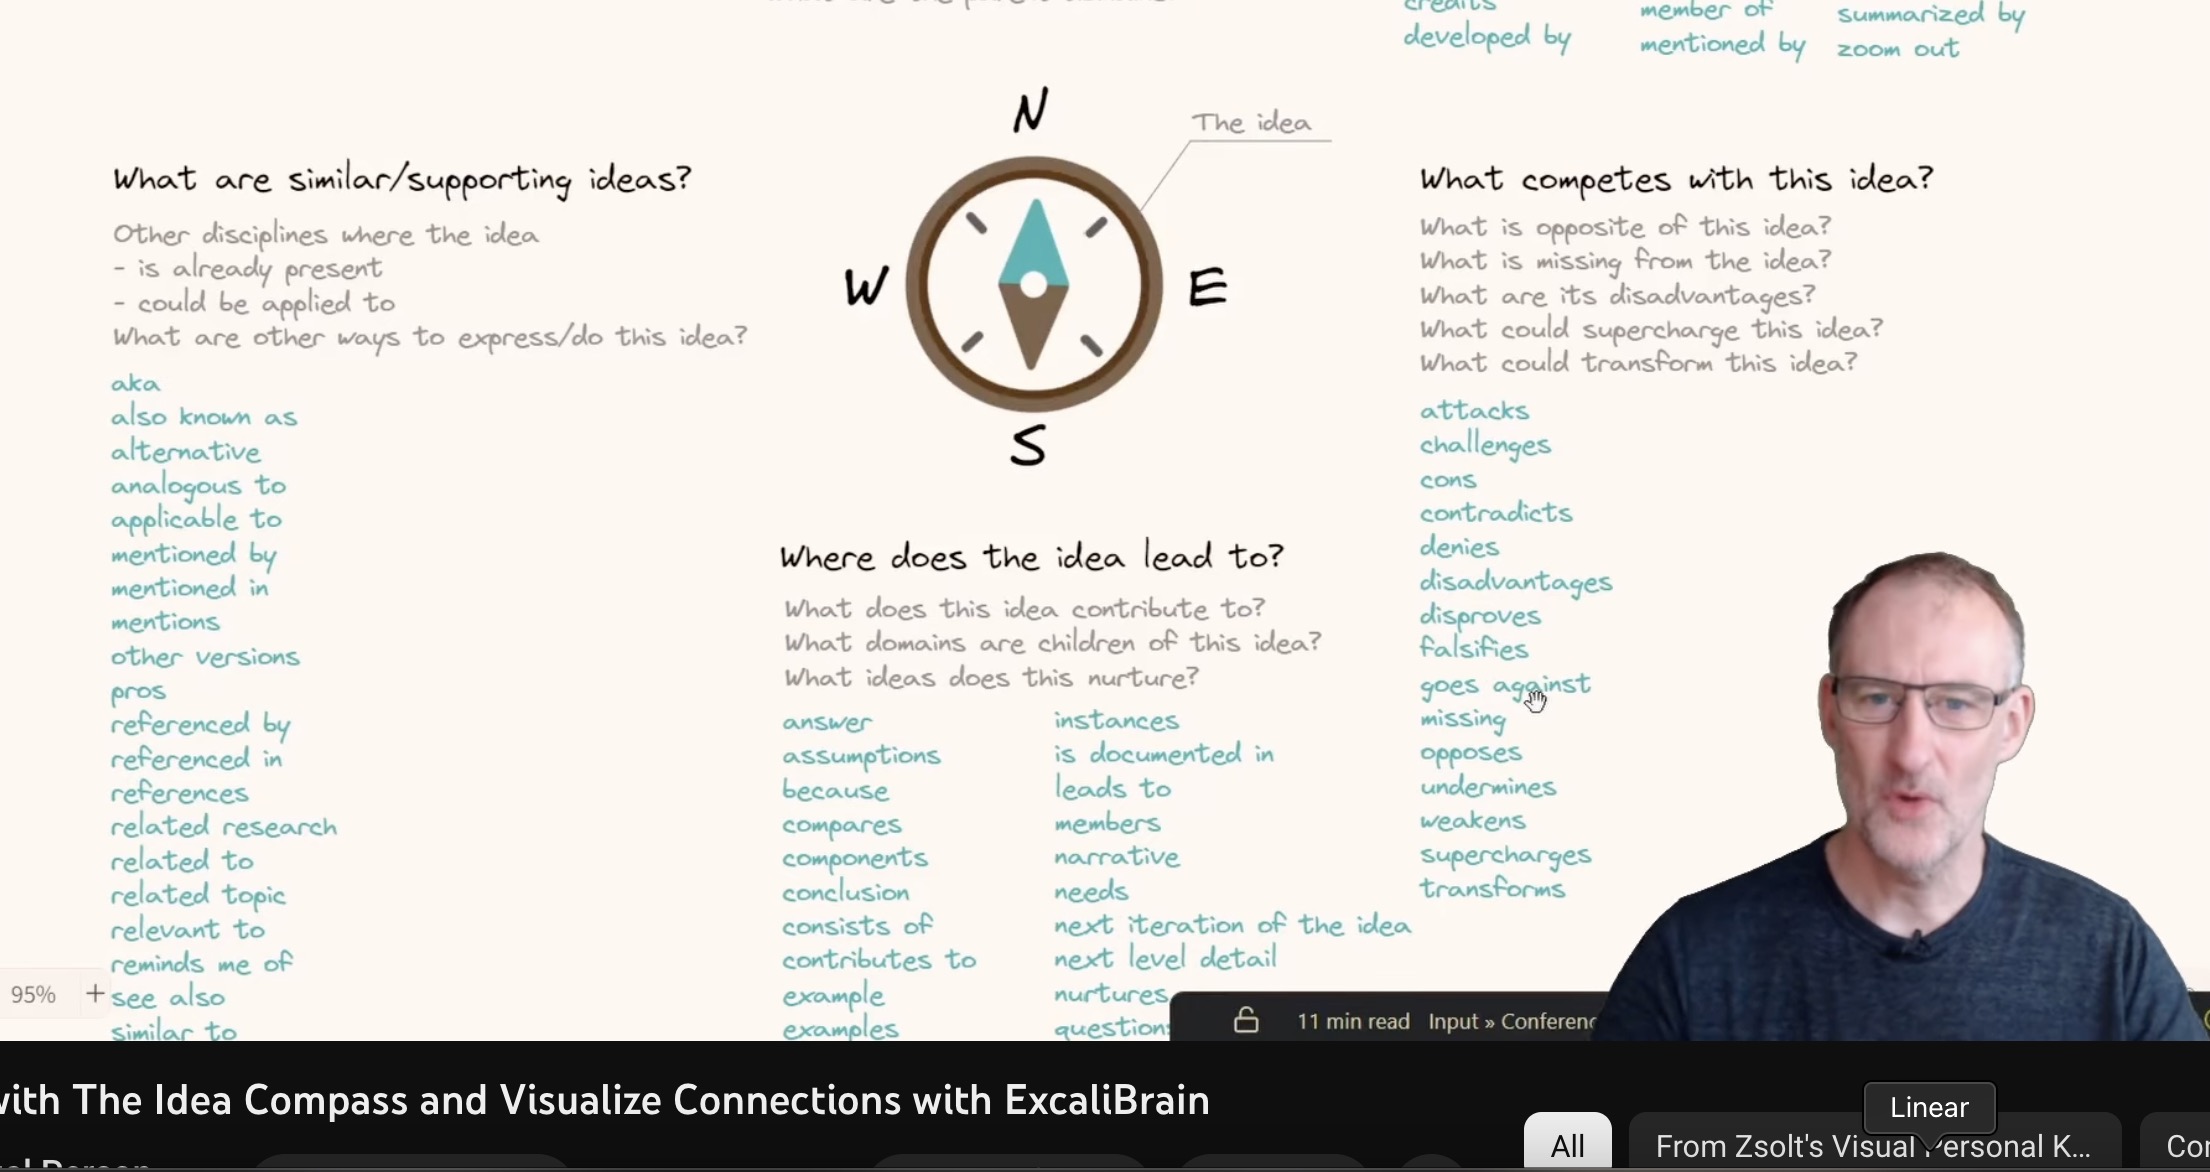 credits
developed by
member of
mentioned by
summarized by
zoom out
N
The idea
W
E
S
What are similar/supporting ideas?
Other disciplines where the idea
- is already present
- could be applied to
What are other ways to express/do this idea?
aka
also known as
alternative
analogous to
applicable to
mentioned by
mentioned in
mentions
other versions
pros
referenced by
referenced in
references
related research
related to
related topic
relevant to
reminds me of
see also
similar to
Where does the idea lead to?
What does this idea contribute to?
What domains are children of this idea?
What ideas does this nurture?
answer
assumptions
because
compares
components
conclusion
consists of
contributes to
example
examples
instances
is documented in
leads to
members
narrative
needs
next iteration of the idea
next level detail
nurtures
question
What competes with this idea?
What is opposite of this idea?
What is missing from the idea?
What are its disadvantages?
What could supercharge this idea?
What could transform this idea?
attacks
challenges
cons
contradicts
denies
disadvantages
disproves
falsifies
goes against
missing
opposes
undermines
weakens
supercharges
transforms
95% +
11 min read Input » Conferenc
with The Idea Compass and Visualize Connections with ExcaliBrain
Linear
All
From Zsolt's Visual Personal K...